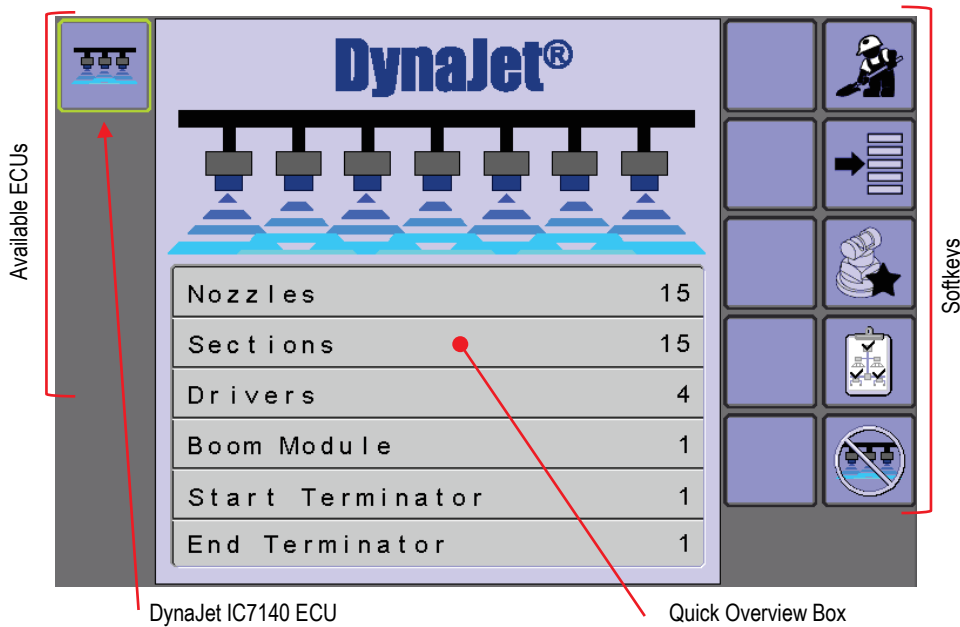 DynaJet®
Available ECUs
Softkeys
Nozzles 15
Sections 15
Drivers 4
Boom Module 1
Start Terminator 1
End Terminator 1
DynaJet IC7140 ECU
Quick Overview Box